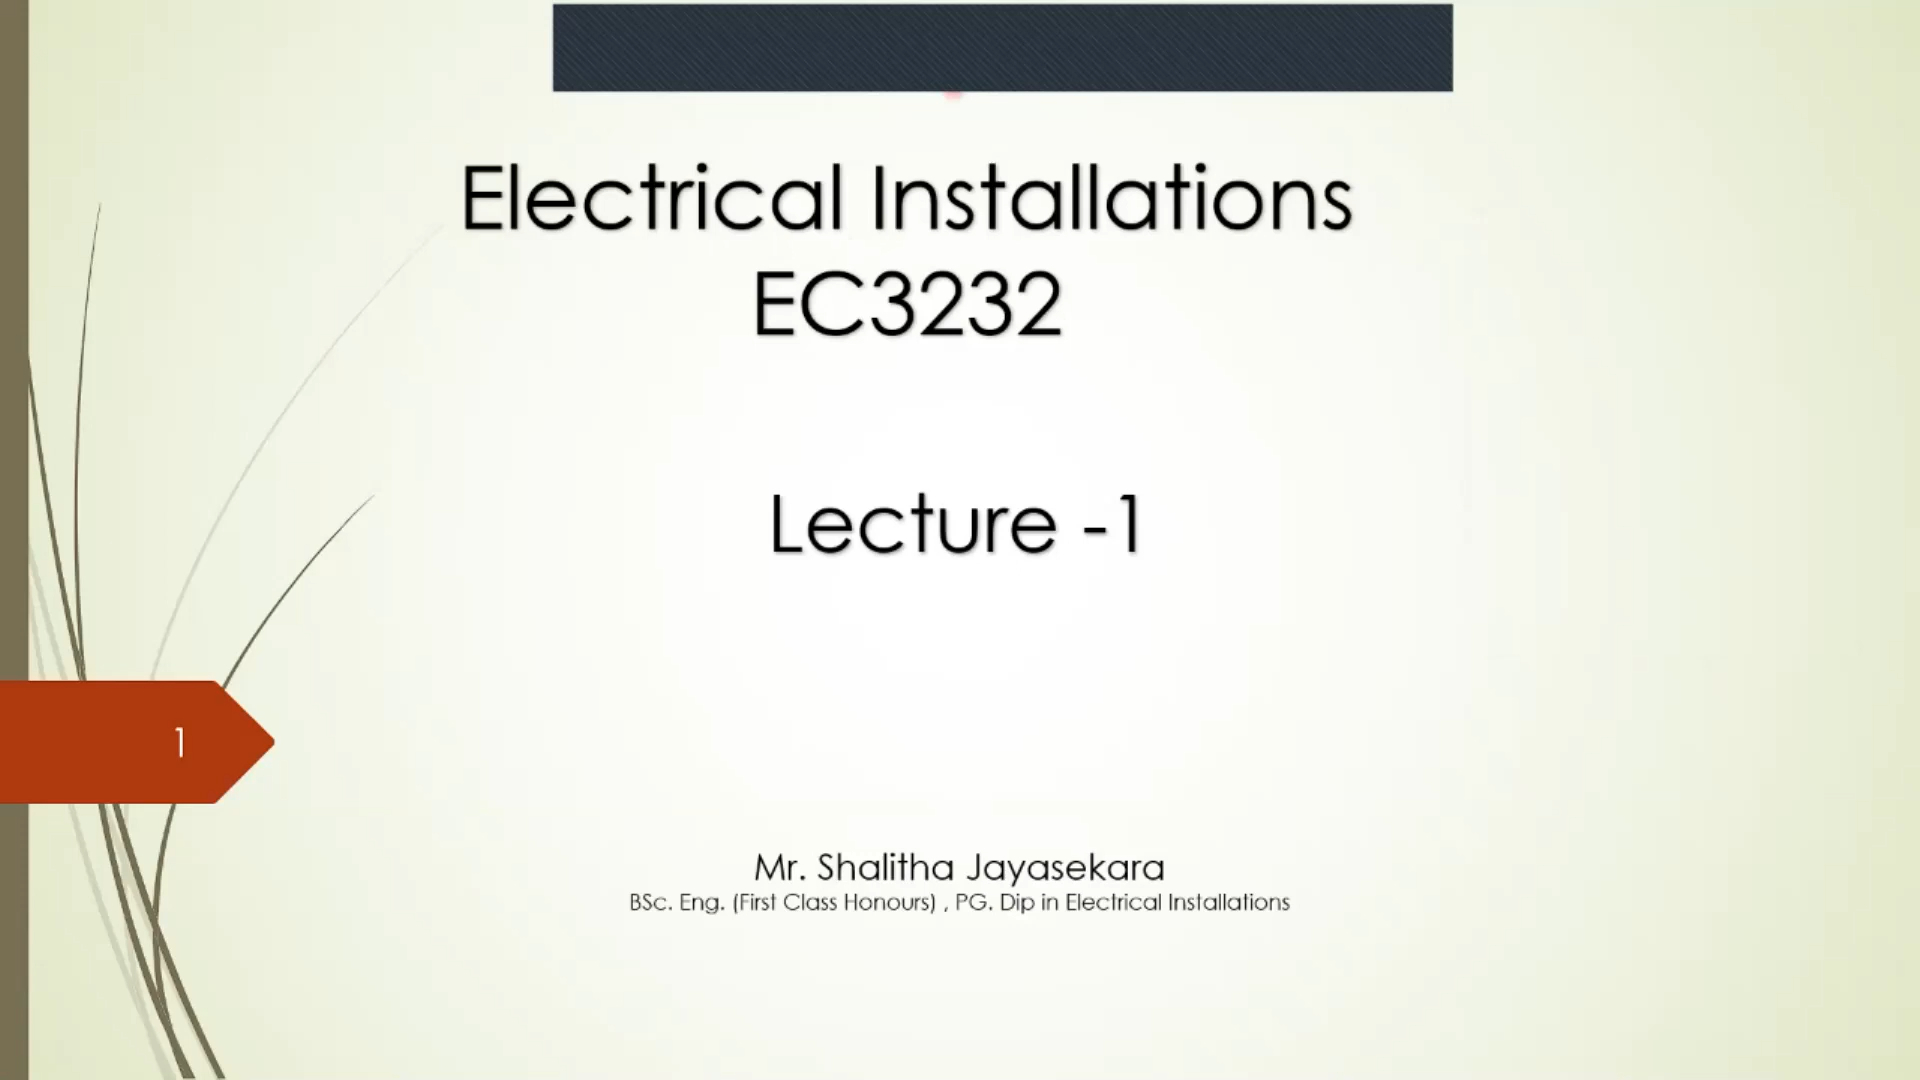 Electrical Installations
EC3232
Lecture -1
1
Mr. Shalitha Jayasekara
BSc. Eng. (First Class Honours) , PG. Dip in Electrical Installations